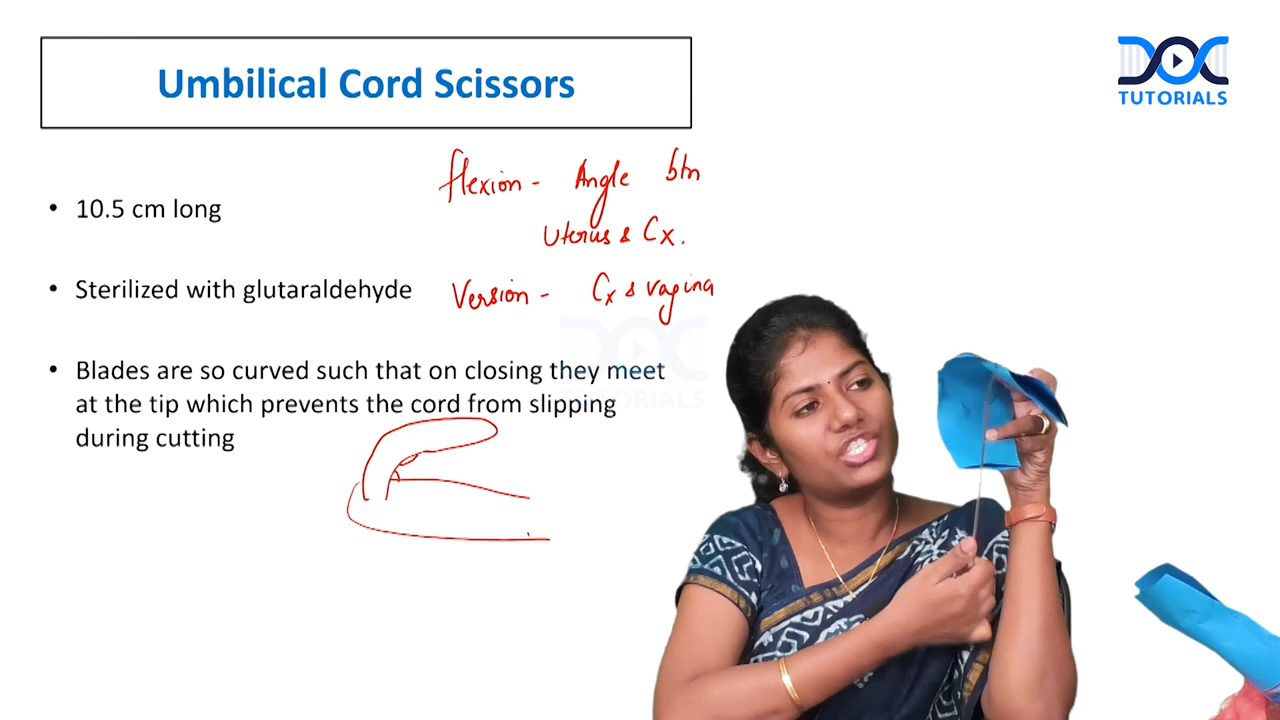 Umbilical Cord Scissors
DOC
TUTORIALS
flexion - Angle btn
Uterus & Cx.
• 10.5 cm long
• Sterilized with glutaraldehyde
Version - Cx & vagina
• Blades are so curved such that on closing they meet
at the tip which prevents the cord from slipping
during cutting
DOC
TUTORIALS